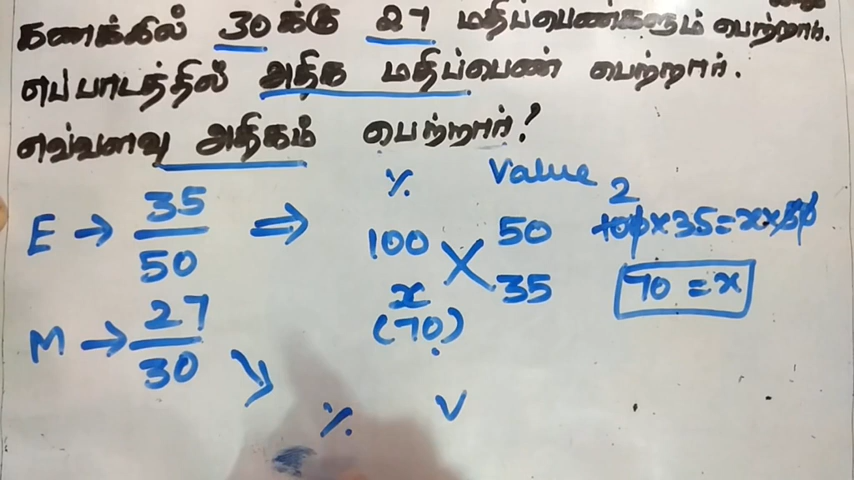 கணக்கில் 30க்கு 27 மதிப்பெண்களும் பெற்றார்.
எப்பாடத்தில் அதிக மதிப்பெண் பெற்றார்.
எவ்வளவு அதிகம் பெற்றார்?
% Value
E → 35/50 ⇒ 100 50 2 100×35=x×50
x 35 70 = x
(70)
M → 27/30
% V